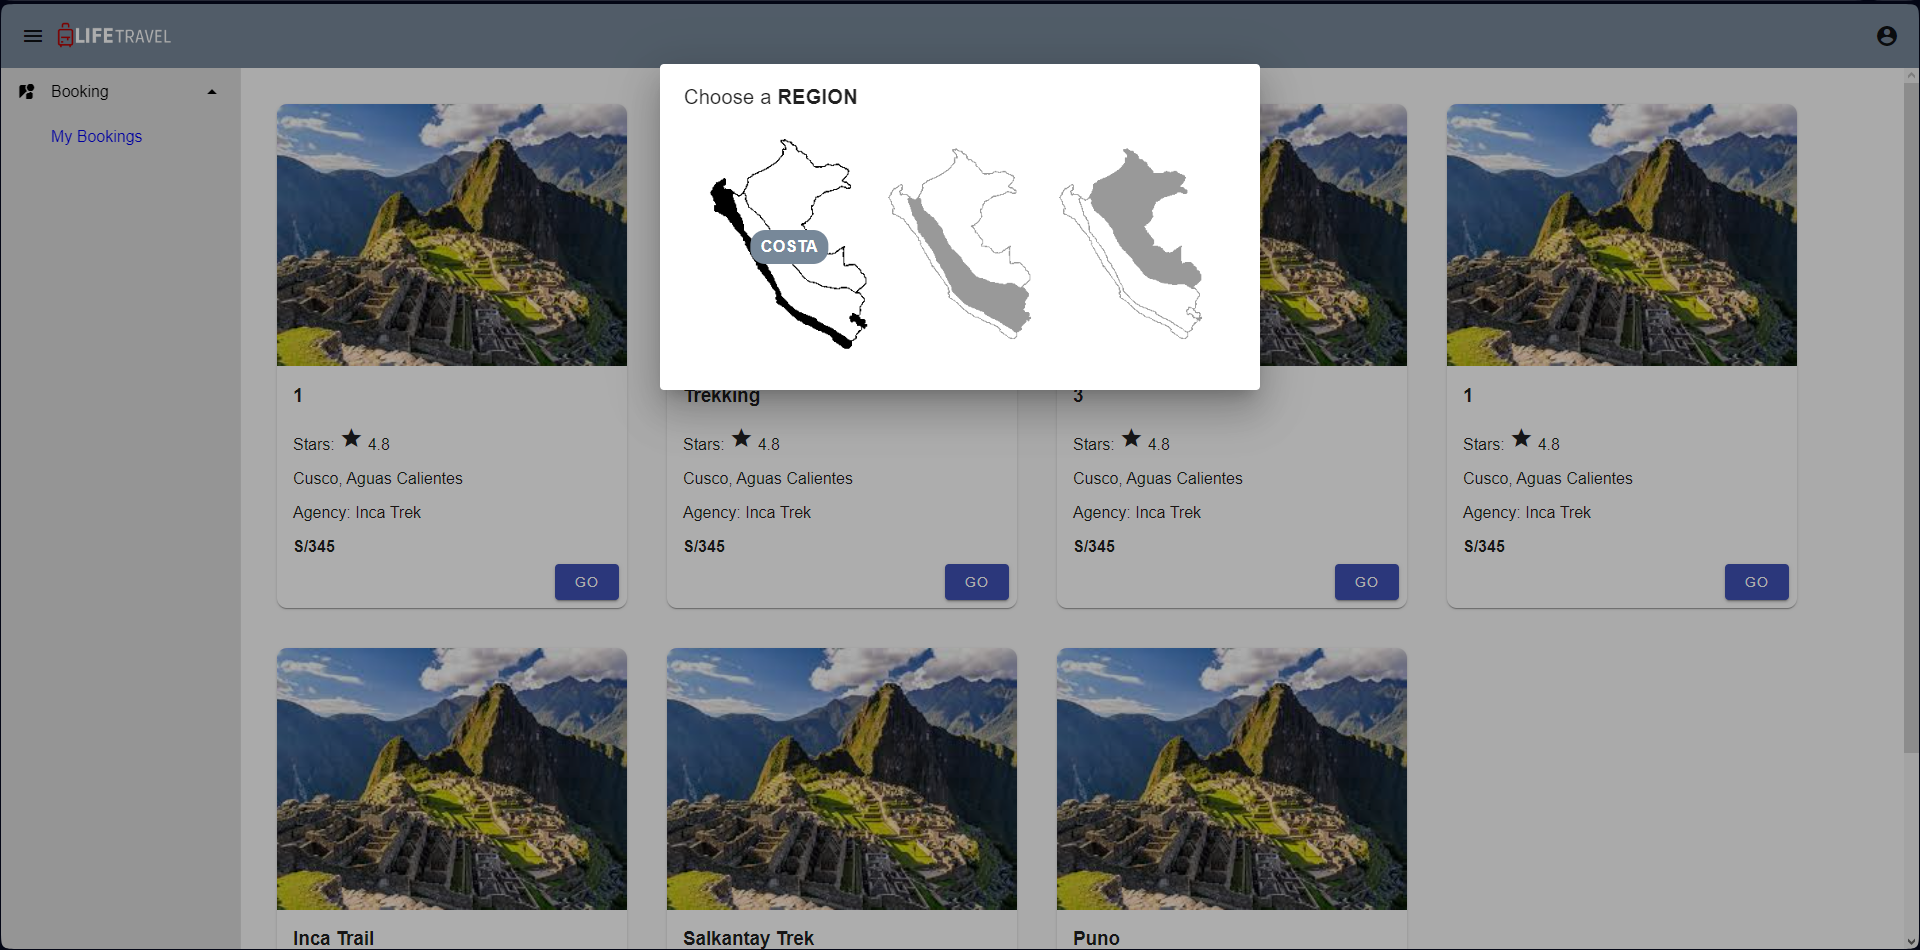 LIFETRAVEL
Booking
My Bookings
Choose a REGION
COSTA
1
Stars: 4.8
Cusco, Aguas Calientes
Agency: Inca Trek
S/345
GO
Trekking
Stars: 4.8
Cusco, Aguas Calientes
Agency: Inca Trek
S/345
GO
3
Stars: 4.8
Cusco, Aguas Calientes
Agency: Inca Trek
S/345
GO
1
Stars: 4.8
Cusco, Aguas Calientes
Agency: Inca Trek
S/345
GO
Inca Trail
Salkantay Trek
Puno